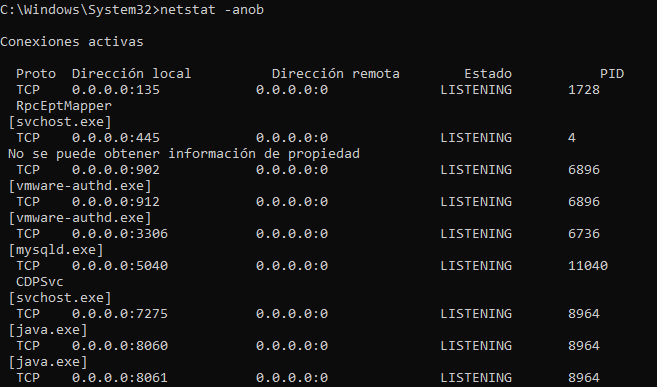 C:\Windows\System32>netstat -anob
Conexiones activas
Proto Dirección local Dirección remota Estado PID
TCP 0.0.0.0:135 0.0.0.0:0 LISTENING 1728
RpcEptMapper
[svchost.exe]
TCP 0.0.0.0:445 0.0.0.0:0 LISTENING 4
No se puede obtener información de propiedad
TCP 0.0.0.0:902 0.0.0.0:0 LISTENING 6896
[vmware-authd.exe]
TCP 0.0.0.0:912 0.0.0.0:0 LISTENING 6896
[vmware-authd.exe]
TCP 0.0.0.0:3306 0.0.0.0:0 LISTENING 6736
[mysqld.exe]
TCP 0.0.0.0:5040 0.0.0.0:0 LISTENING 11040
CDPSvc
[svchost.exe]
TCP 0.0.0.0:7275 0.0.0.0:0 LISTENING 8964
[java.exe]
TCP 0.0.0.0:8060 0.0.0.0:0 LISTENING 8964
[java.exe]
TCP 0.0.0.0:8061 0.0.0.0:0 LISTENING 8964